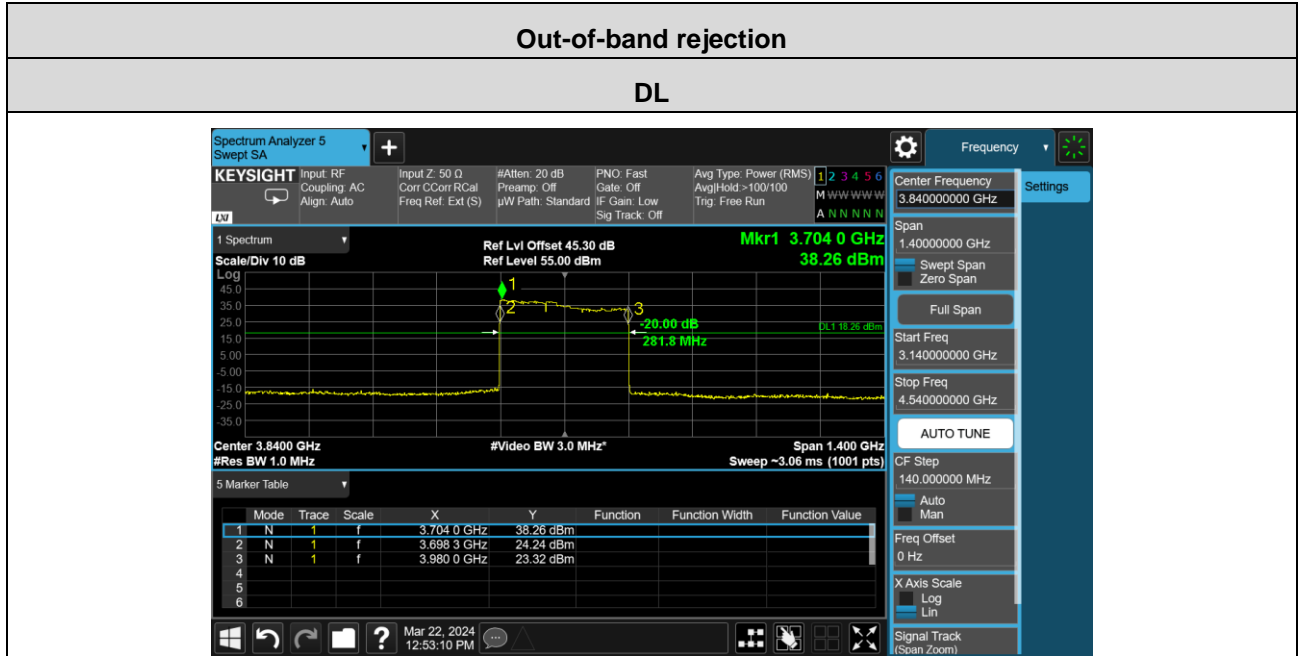 Out-of-band rejection
DL
Spectrum Analyzer 5
Swept SA
Frequency
KEYSIGHT
LXI
Input: RF
Coupling: AC
Align: Auto
Input Z: 50 Ω
Corr CCorr RCal
Freq Ref: Ext (S)
#Atten: 20 dB
Preamp: Off
µW Path: Standard
PNO: Fast
Gate: Off
IF Gain: Low
Sig Track: Off
Avg Type: Power (RMS)
Avg|Hold:>100/100
Trig: Free Run
1 2 3 4 5 6
M W W W W W
A N N N N N
1 Spectrum
Scale/Div 10 dB
Ref Lvl Offset 45.30 dB
Ref Level 55.00 dBm
Mkr1 3.704 0 GHz
38.26 dBm
Log
45.0
35.0
25.0
15.0
5.00
-5.00
-15.0
-25.0
-35.0
1
2
3
-20.00 dB
281.8 MHz
DL1 18.26 dBm
Center 3.8400 GHz
#Res BW 1.0 MHz
#Video BW 3.0 MHz*
Span 1.400 GHz
Sweep ~3.06 ms (1001 pts)
5 Marker Table
Mode Trace Scale X Y Function Function Width Function Value
1 N 1 f 3.704 0 GHz 38.26 dBm
2 N 1 f 3.698 3 GHz 24.24 dBm
3 N 1 f 3.980 0 GHz 23.32 dBm
4
5
6
Mar 22, 2024
12:53:10 PM
Center Frequency
3.840000000 GHz
Settings
Span
1.40000000 GHz
Swept Span
Zero Span
Full Span
Start Freq
3.140000000 GHz
Stop Freq
4.540000000 GHz
AUTO TUNE
CF Step
140.000000 MHz
Auto
Man
Freq Offset
0 Hz
X Axis Scale
Log
Lin
Signal Track
(Span Zoom)